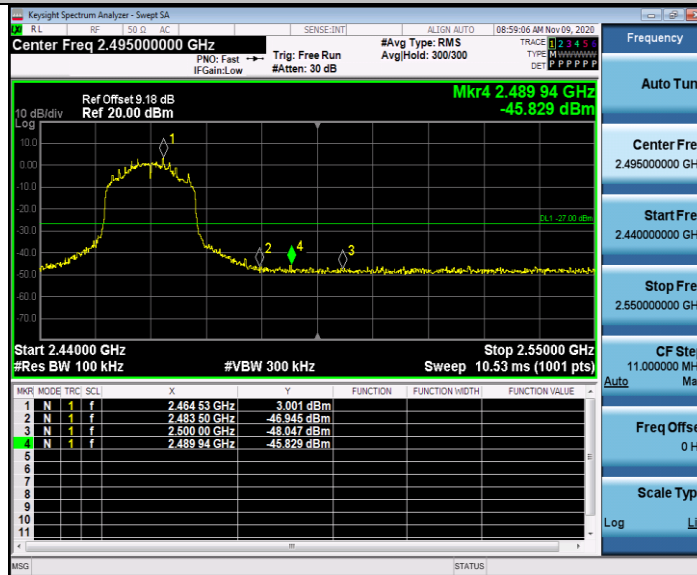 Keysight Spectrum Analyzer - Swept SA
RL RF 50 Ω AC SENSE:INT ALIGN AUTO 08:59:06 AM Nov 09, 2020
Center Freq 2.495000000 GHz
PNO: Fast
IFGain:Low
Trig: Free Run
#Atten: 30 dB
#Avg Type: RMS
Avg|Hold: 300/300
TRACE 1 2 3 4 5 6
TYPE M W W W W W
DET P P P P P P
Frequency
Ref Offset 9.18 dB
10 dB/div Ref 20.00 dBm
Log
Mkr4 2.489 94 GHz
-45.829 dBm
10.0
0.00
-10.0
-20.0
-30.0
-40.0
-50.0
-60.0
-70.0
1
2
4
3
DL1 -27.00 dBm
Start 2.44000 GHz Stop 2.55000 GHz
#Res BW 100 kHz #VBW 300 kHz Sweep 10.53 ms (1001 pts)
MKR MODE TRC SCL X Y FUNCTION FUNCTION WIDTH FUNCTION VALUE
1 N 1 f 2.464 53 GHz 3.001 dBm
2 N 1 f 2.483 50 GHz -46.945 dBm
3 N 1 f 2.500 00 GHz -48.047 dBm
4 N 1 f 2.489 94 GHz -45.829 dBm
5
6
7
8
9
10
11
MSG STATUS
Auto Tun
Center Fre
2.495000000 GH
Start Fre
2.440000000 GH
Stop Fre
2.550000000 GH
CF Ste
11.000000 MH
Auto Ma
Freq Offse
0 H
Scale Typ
Log Li